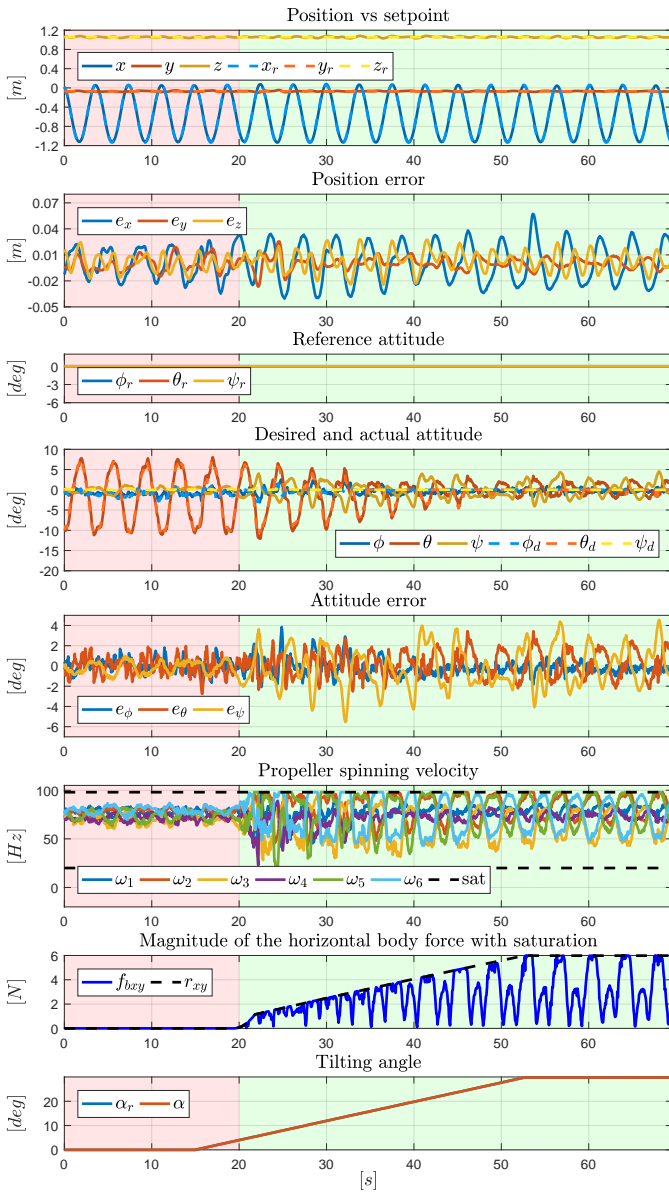 Position vs setpoint
1.2
0.8
0.4
0
-0.4
-0.8
-1.2
[m]
x y z x_r y_r z_r
0 10 20 30 40 50 60
Position error
0.07
0.04
0.01
-0.02
-0.05
[m]
e_x e_y e_z
0 10 20 30 40 50 60
Reference attitude
0
-3
-6
[deg]
ϕ_r θ_r ψ_r
0 10 20 30 40 50 60
Desired and actual attitude
10
5
0
-5
-10
-15
-20
[deg]
ϕ θ ψ ϕ_d θ_d ψ_d
0 10 20 30 40 50 60
Attitude error
4
2
0
-2
-4
-6
[deg]
e_ϕ e_θ e_ψ
0 10 20 30 40 50 60
Propeller spinning velocity
100
50
0
[Hz]
ω_1 ω_2 ω_3 ω_4 ω_5 ω_6 sat
0 10 20 30 40 50 60
Magnitude of the horizontal body force with saturation
6
4
2
0
[N]
f_bxy r_xy
0 10 20 30 40 50 60
Tilting angle
20
10
0
[deg]
α_r α
0 10 20 30 40 50 60
[s]